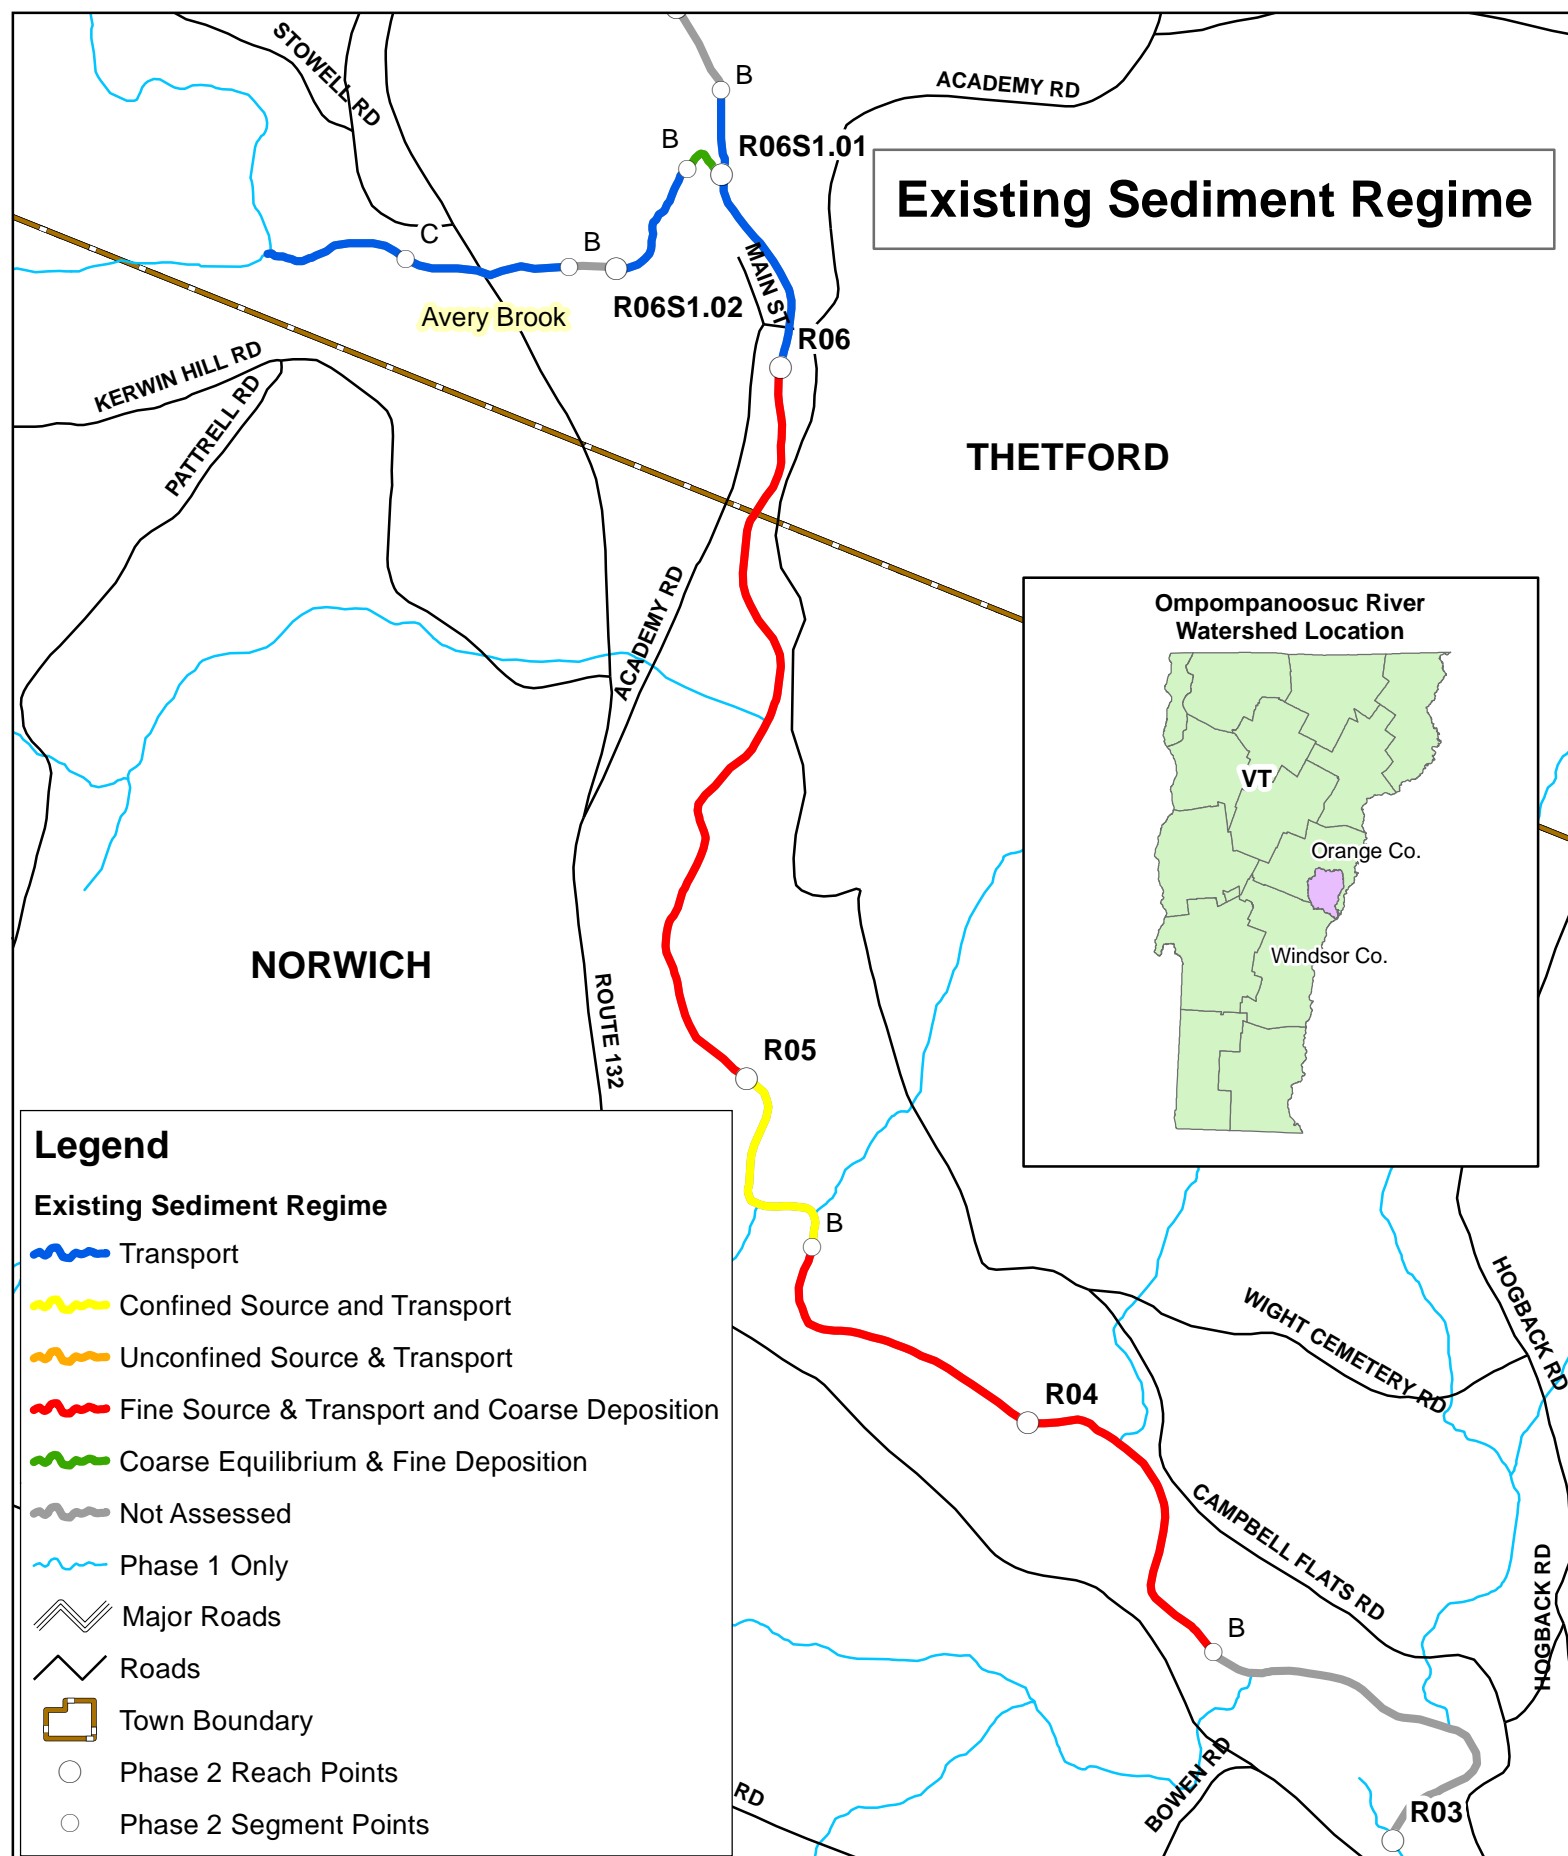 STOWELL RD
B
ACADEMY RD
B
R06S1.01
Existing Sediment Regime
C
B
MAIN ST
Avery Brook
R06S1.02
R06
KERWIN HILL RD
PATTRELL RD
THETFORD
ACADEMY RD
Ompompanoosuc River
Watershed Location
VT
Orange Co.
Windsor Co.
NORWICH
ROUTE 132
R05
B
HOGBACK RD
WIGHT CEMETERY RD
R04
CAMPBELL FLATS RD
HOGBACK RD
B
BOWEN RD
RD
R03
Legend
Existing Sediment Regime
Transport
Confined Source and Transport
Unconfined Source & Transport
Fine Source & Transport and Coarse Deposition
Coarse Equilibrium & Fine Deposition
Not Assessed
Phase 1 Only
Major Roads
Roads
Town Boundary
Phase 2 Reach Points
Phase 2 Segment Points